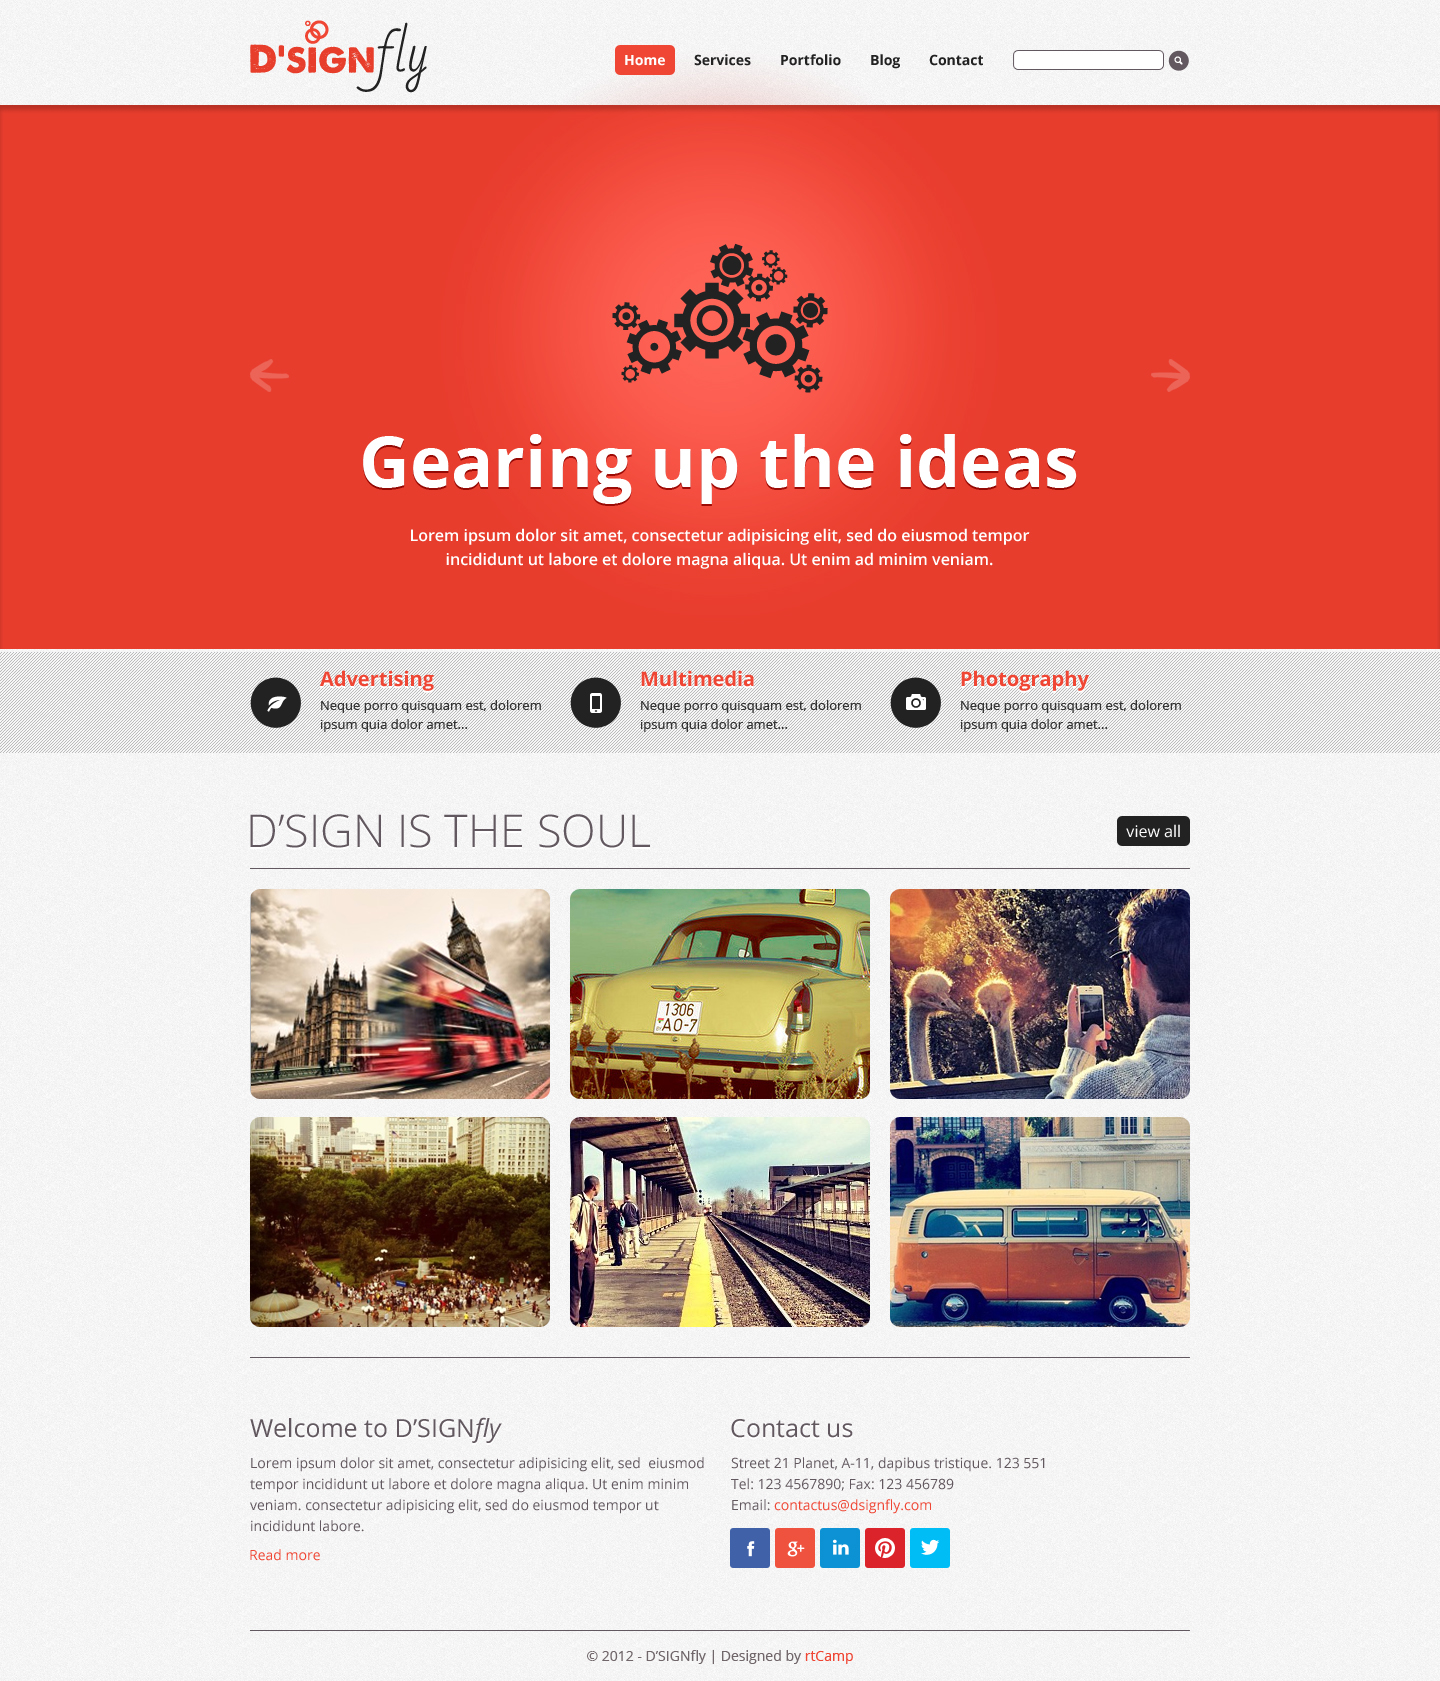 D'SIGNfly
Home Services Portfolio Blog Contact
Gearing up the ideas
Lorem ipsum dolor sit amet, consectetur adipisicing elit, sed do eiusmod tempor
incididunt ut labore et dolore magna aliqua. Ut enim ad minim veniam.
Advertising
Neque porro quisquam est, dolorem
ipsum quia dolor amet...
Multimedia
Neque porro quisquam est, dolorem
ipsum quia dolor amet...
Photography
Neque porro quisquam est, dolorem
ipsum quia dolor amet...
D’SIGN IS THE SOUL
view all
1306
AO-7
Welcome to D’SIGNfly
Lorem ipsum dolor sit amet, consectetur adipisicing elit, sed eiusmod
tempor incididunt ut labore et dolore magna aliqua. Ut enim minim
veniam. consectetur adipisicing elit, sed do eiusmod tempor ut
incididunt labore.
Read more
Contact us
Street 21 Planet, A-11, dapibus tristique. 123 551
Tel: 123 4567890; Fax: 123 456789
Email: contactus@dsignfly.com
f g+ in
© 2012 - D’SIGNfly | Designed by rtCamp